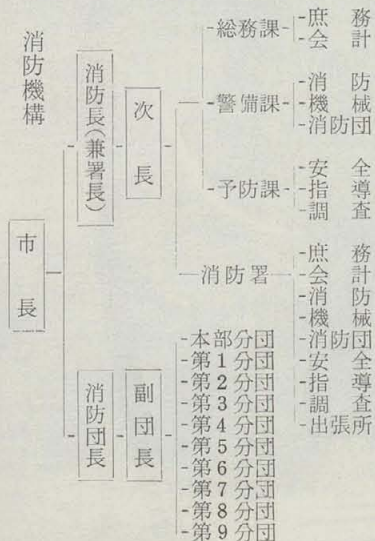 消防機構
市長
消防長(兼署長)
次長
総務課
庶務
会計
警備課
消防
機械
消防団
予防課
安全
指導
調査
消防署
庶務
会計
消防
機械
消防団
安全
指導
調査
出張所
消防団長
副団長
本部分団
第1分団
第2分団
第3分団
第4分団
第5分団
第6分団
第7分団
第8分団
第9分団